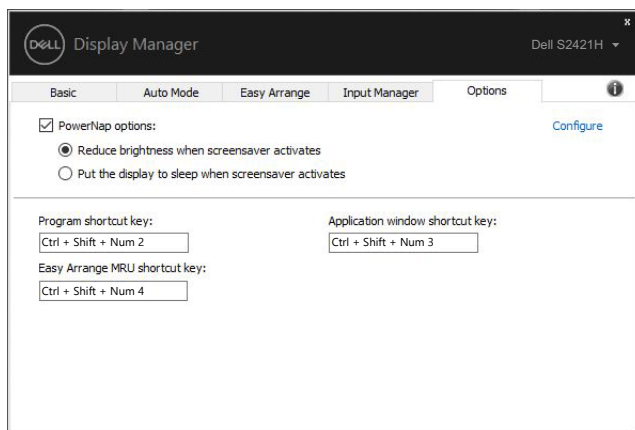 x
DELL
Display Manager
Dell S2421H
Basic
Auto Mode
Easy Arrange
Input Manager
Options
i
PowerNap options:
Configure
Reduce brightness when screensaver activates
Put the display to sleep when screensaver activates
Program shortcut key:
Application window shortcut key:
Ctrl + Shift + Num 2
Ctrl + Shift + Num 3
Easy Arrange MRU shortcut key:
Ctrl + Shift + Num 4